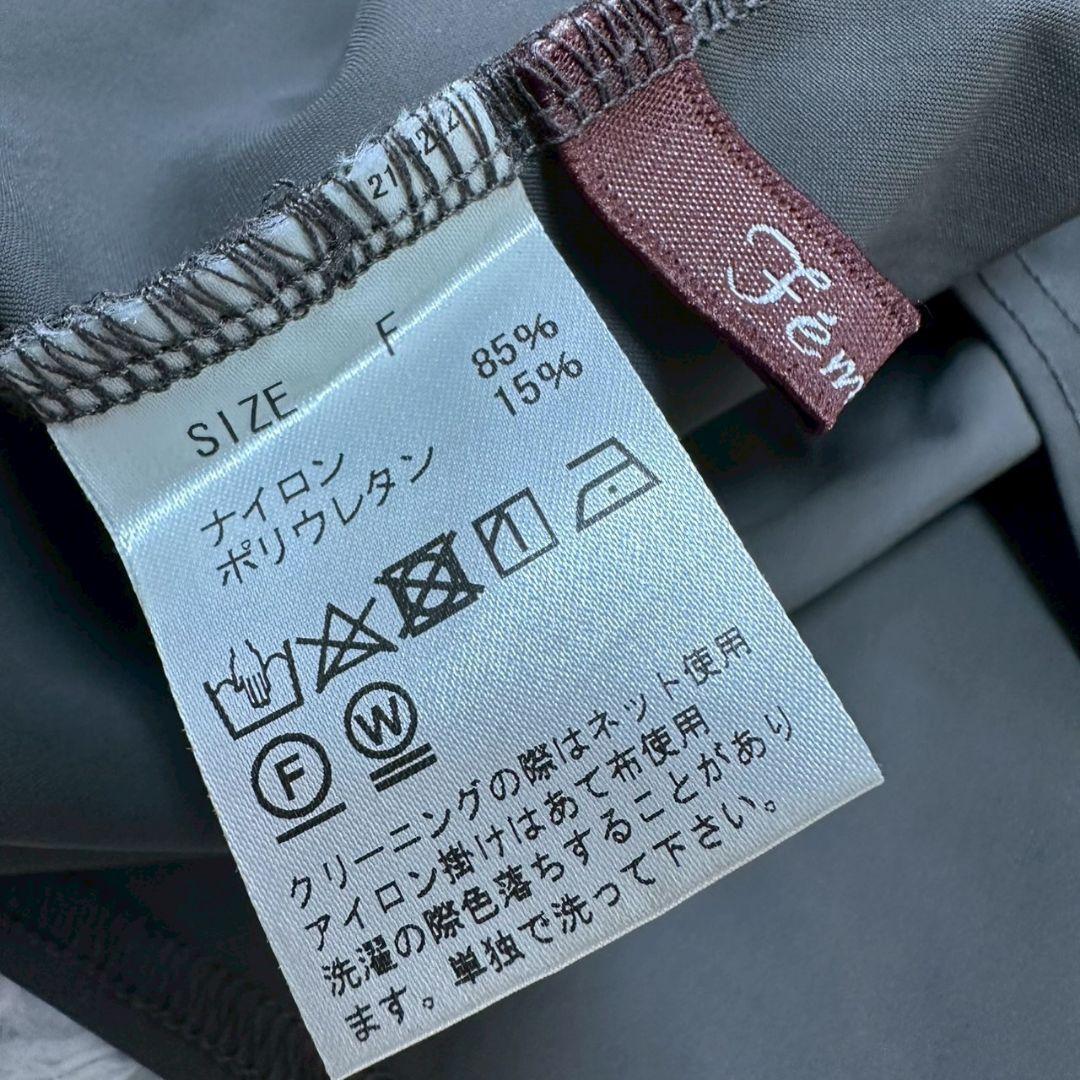 21 22
Fém
SIZE F
ナイロン 85%
ポリウレタン 15%
F W
クリーニングの際はネット使用
アイロン掛けはあて布使用
洗濯の際色落ちすることがあり
ます。単独で洗って下さい。